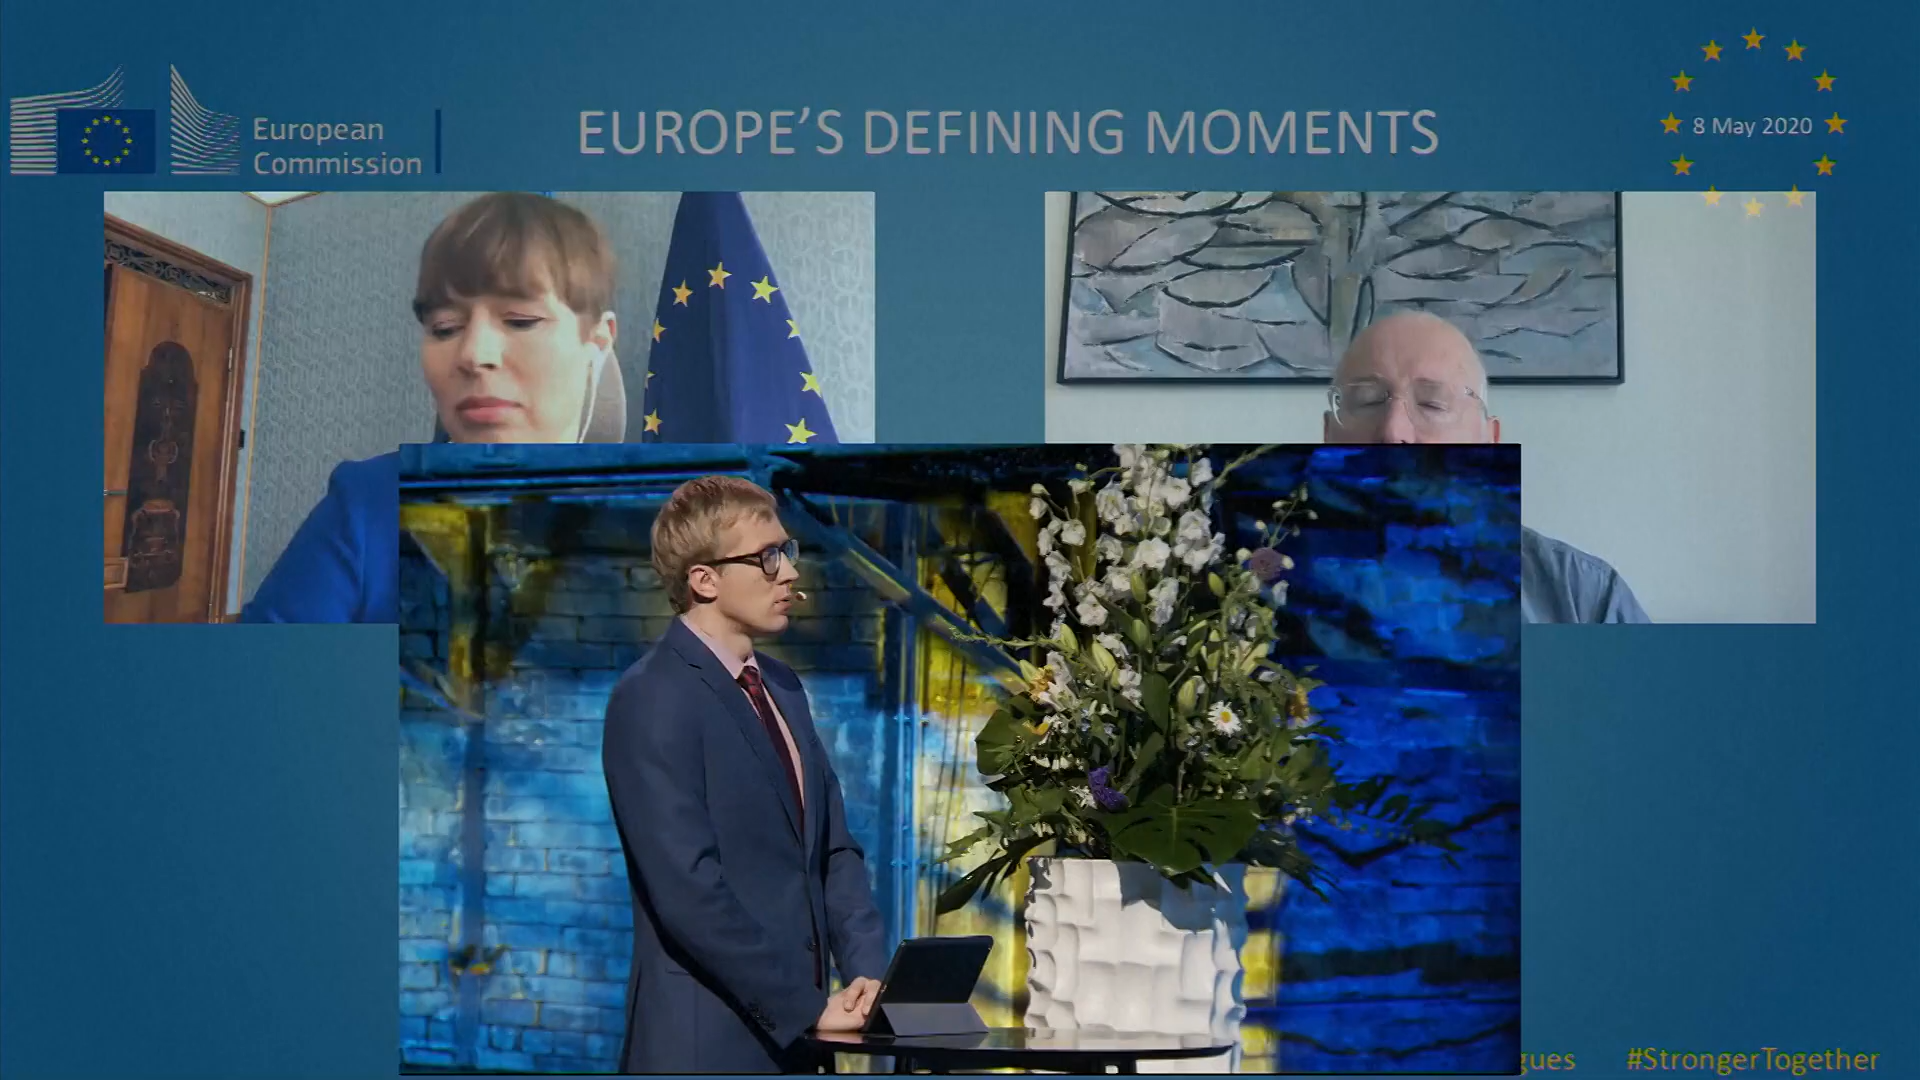 European
Commission
EUROPE'S DEFINING MOMENTS
8 May 2020
#StrongerTogether